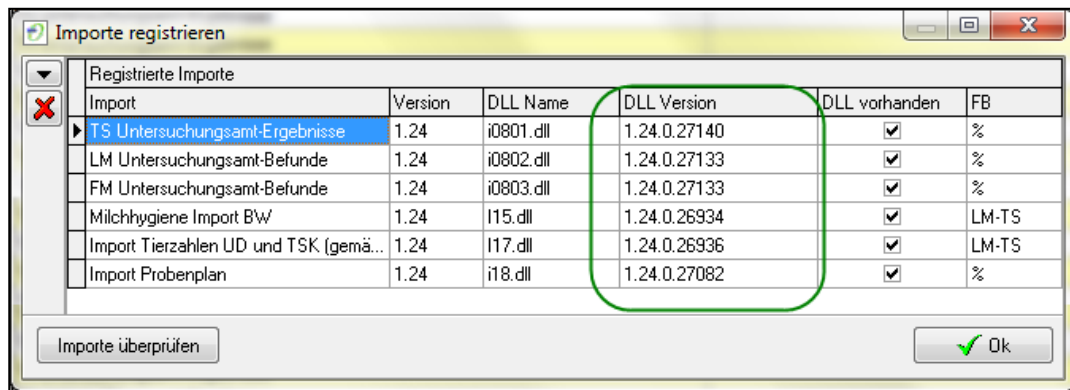 Importe registrieren
Registrierte Importe
Import Version DLL Name DLL Version DLL vorhanden FB
TS Untersuchungsamt-Ergebnisse 1.24 i0801.dll 1.24.0.27140 %
LM Untersuchungsamt-Befunde 1.24 i0802.dll 1.24.0.27133 %
FM Untersuchungsamt-Befunde 1.24 i0803.dll 1.24.0.27133 %
Milchhygiene Import BW 1.24 I15.dll 1.24.0.26934 LM-TS
Import Tierzahlen UD und TSK (gemä... 1.24 I17.dll 1.24.0.26936 LM-TS
Import Probenplan 1.24 i18.dll 1.24.0.27082 %
Importe überprüfen Ok